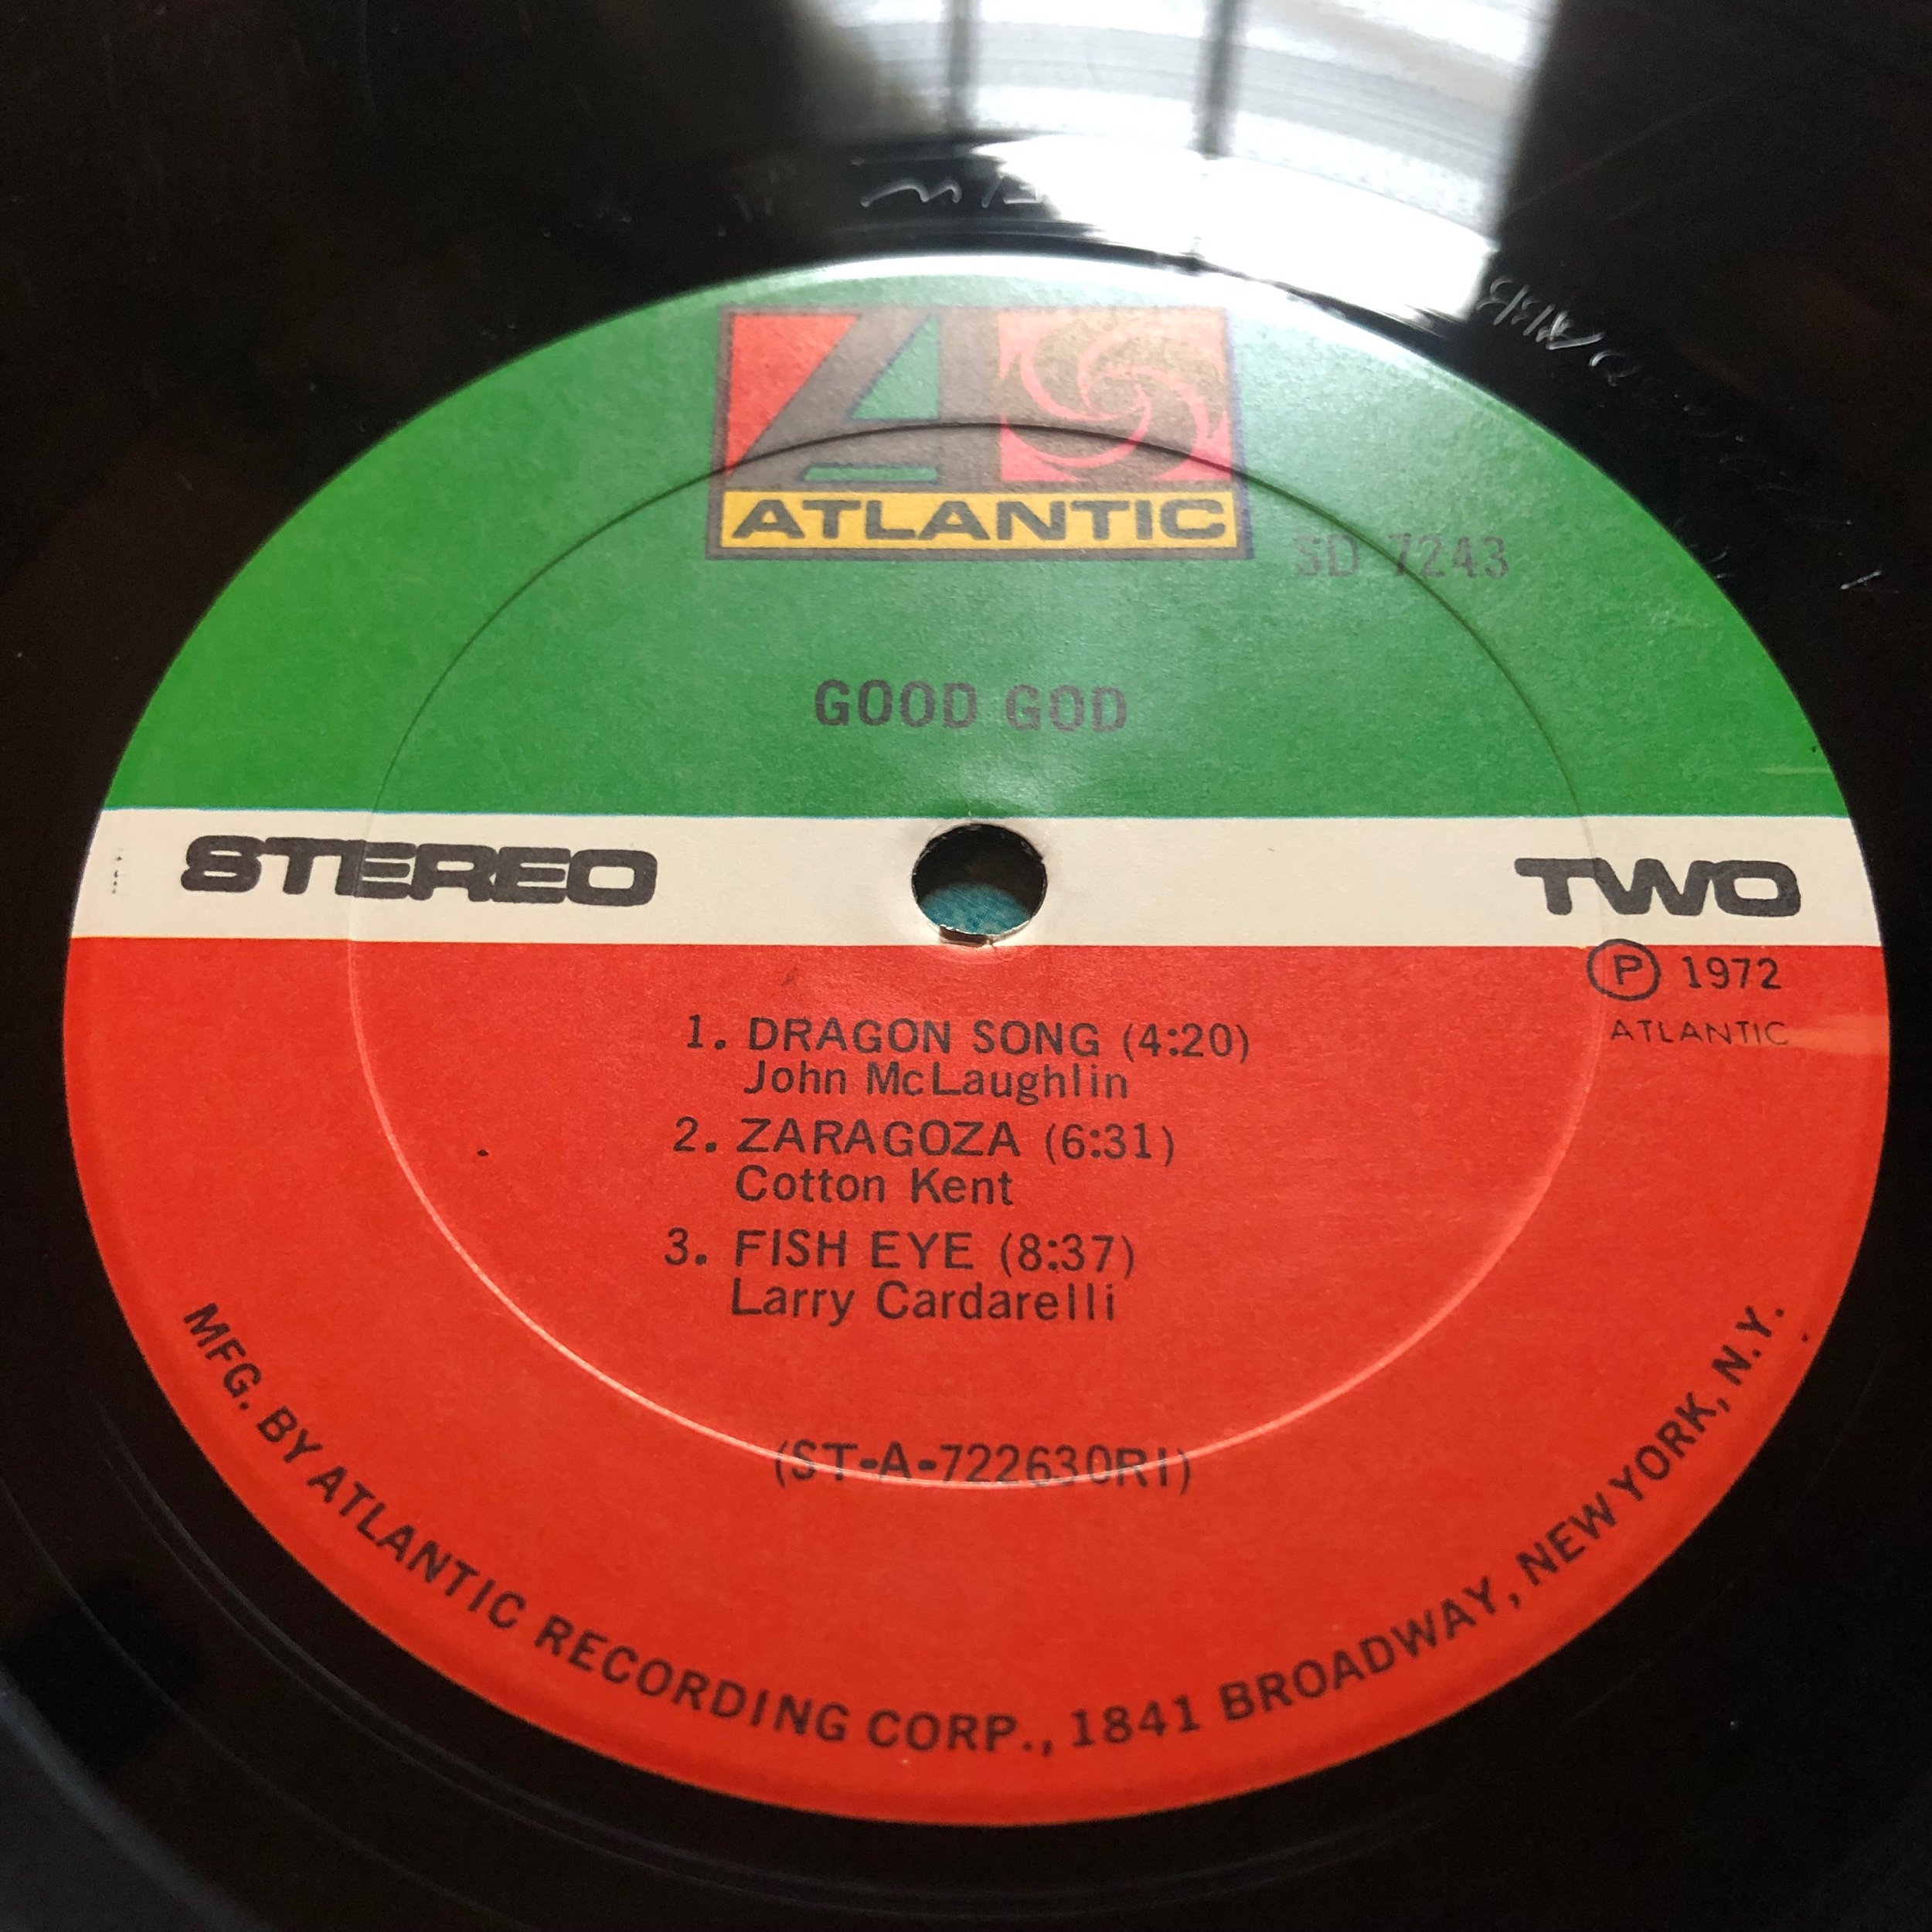 ATLANTIC
SD 7243
GOOD GOD
STEREO
TWO
Ⓟ 1972
ATLANTIC
1. DRAGON SONG (4:20)
John McLaughlin
2. ZARAGOZA (6:31)
Cotton Kent
3. FISH EYE (8:37)
Larry Cardarelli
(ST-A-722630RI)
MFG. BY ATLANTIC RECORDING CORP., 1841 BROADWAY, NEW YORK, N.Y.